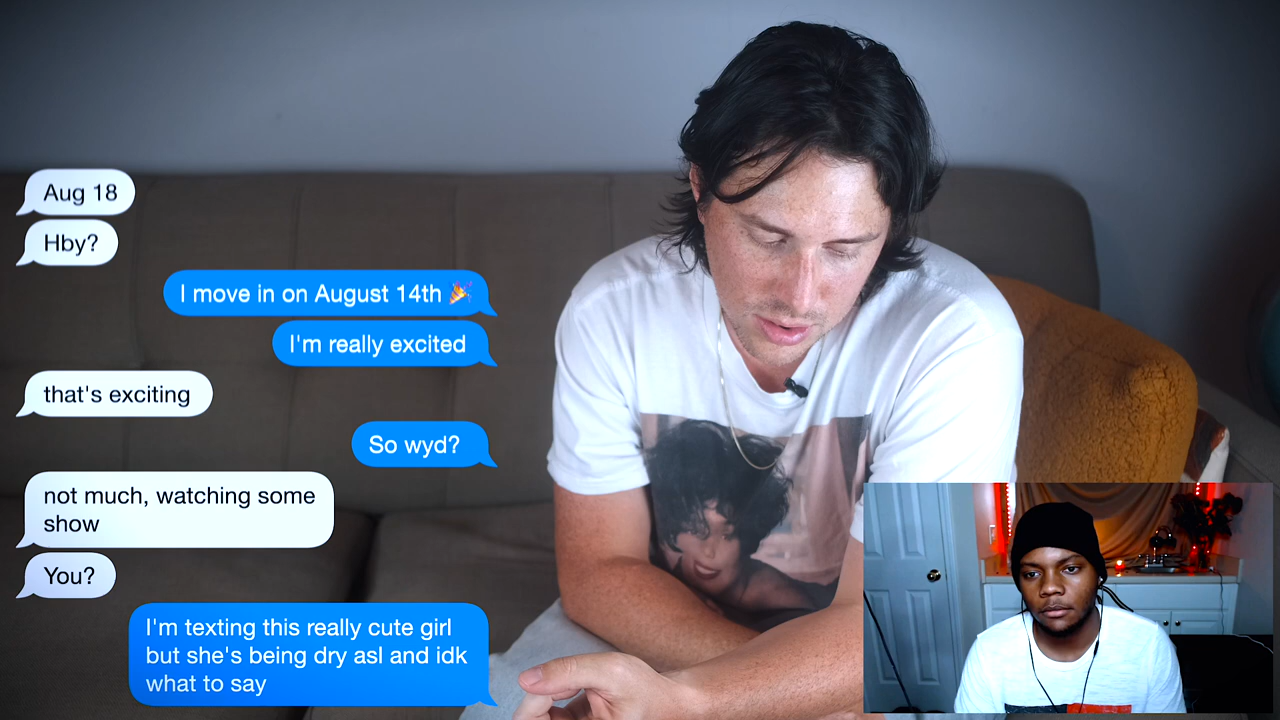 Aug 18
Hby?
I move in on August 14th 🎉
I'm really excited
that's exciting
So wyd?
not much, watching some
show
You?
I'm texting this really cute girl
but she's being dry asl and idk
what to say